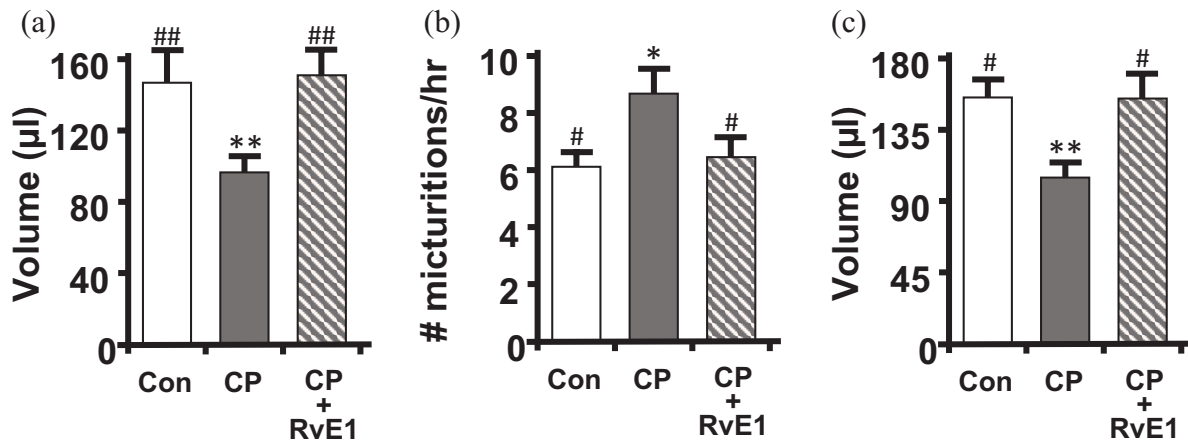 (a)
Volume (µl)
160
120
80
40
0
##
**
##
Con
CP
CP
+
RvE1
(b)
# micturitions/hr
10
8
6
4
2
0
#
*
#
Con
CP
CP
+
RvE1
(c)
Volume (µl)
180
135
90
45
0
#
**
#
Con
CP
CP
+
RvE1